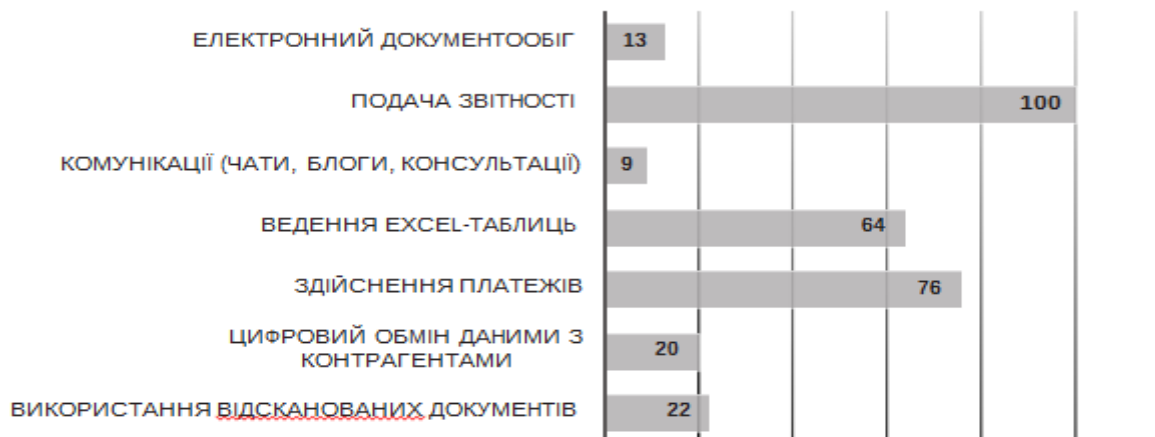 ЕЛЕКТРОННИЙ ДОКУМЕНТООБІГ 13
ПОДАЧА ЗВІТНОСТІ 100
КОМУНІКАЦІЇ (ЧАТИ, БЛОГИ, КОНСУЛЬТАЦІЇ) 9
ВЕДЕННЯ EXCEL-ТАБЛИЦЬ 64
ЗДІЙСНЕННЯ ПЛАТЕЖІВ 76
ЦИФРОВИЙ ОБМІН ДАНИМИ З
КОНТРАГЕНТАМИ 20
ВИКОРИСТАННЯ ВІДСКАНОВАНИХ ДОКУМЕНТІВ 22